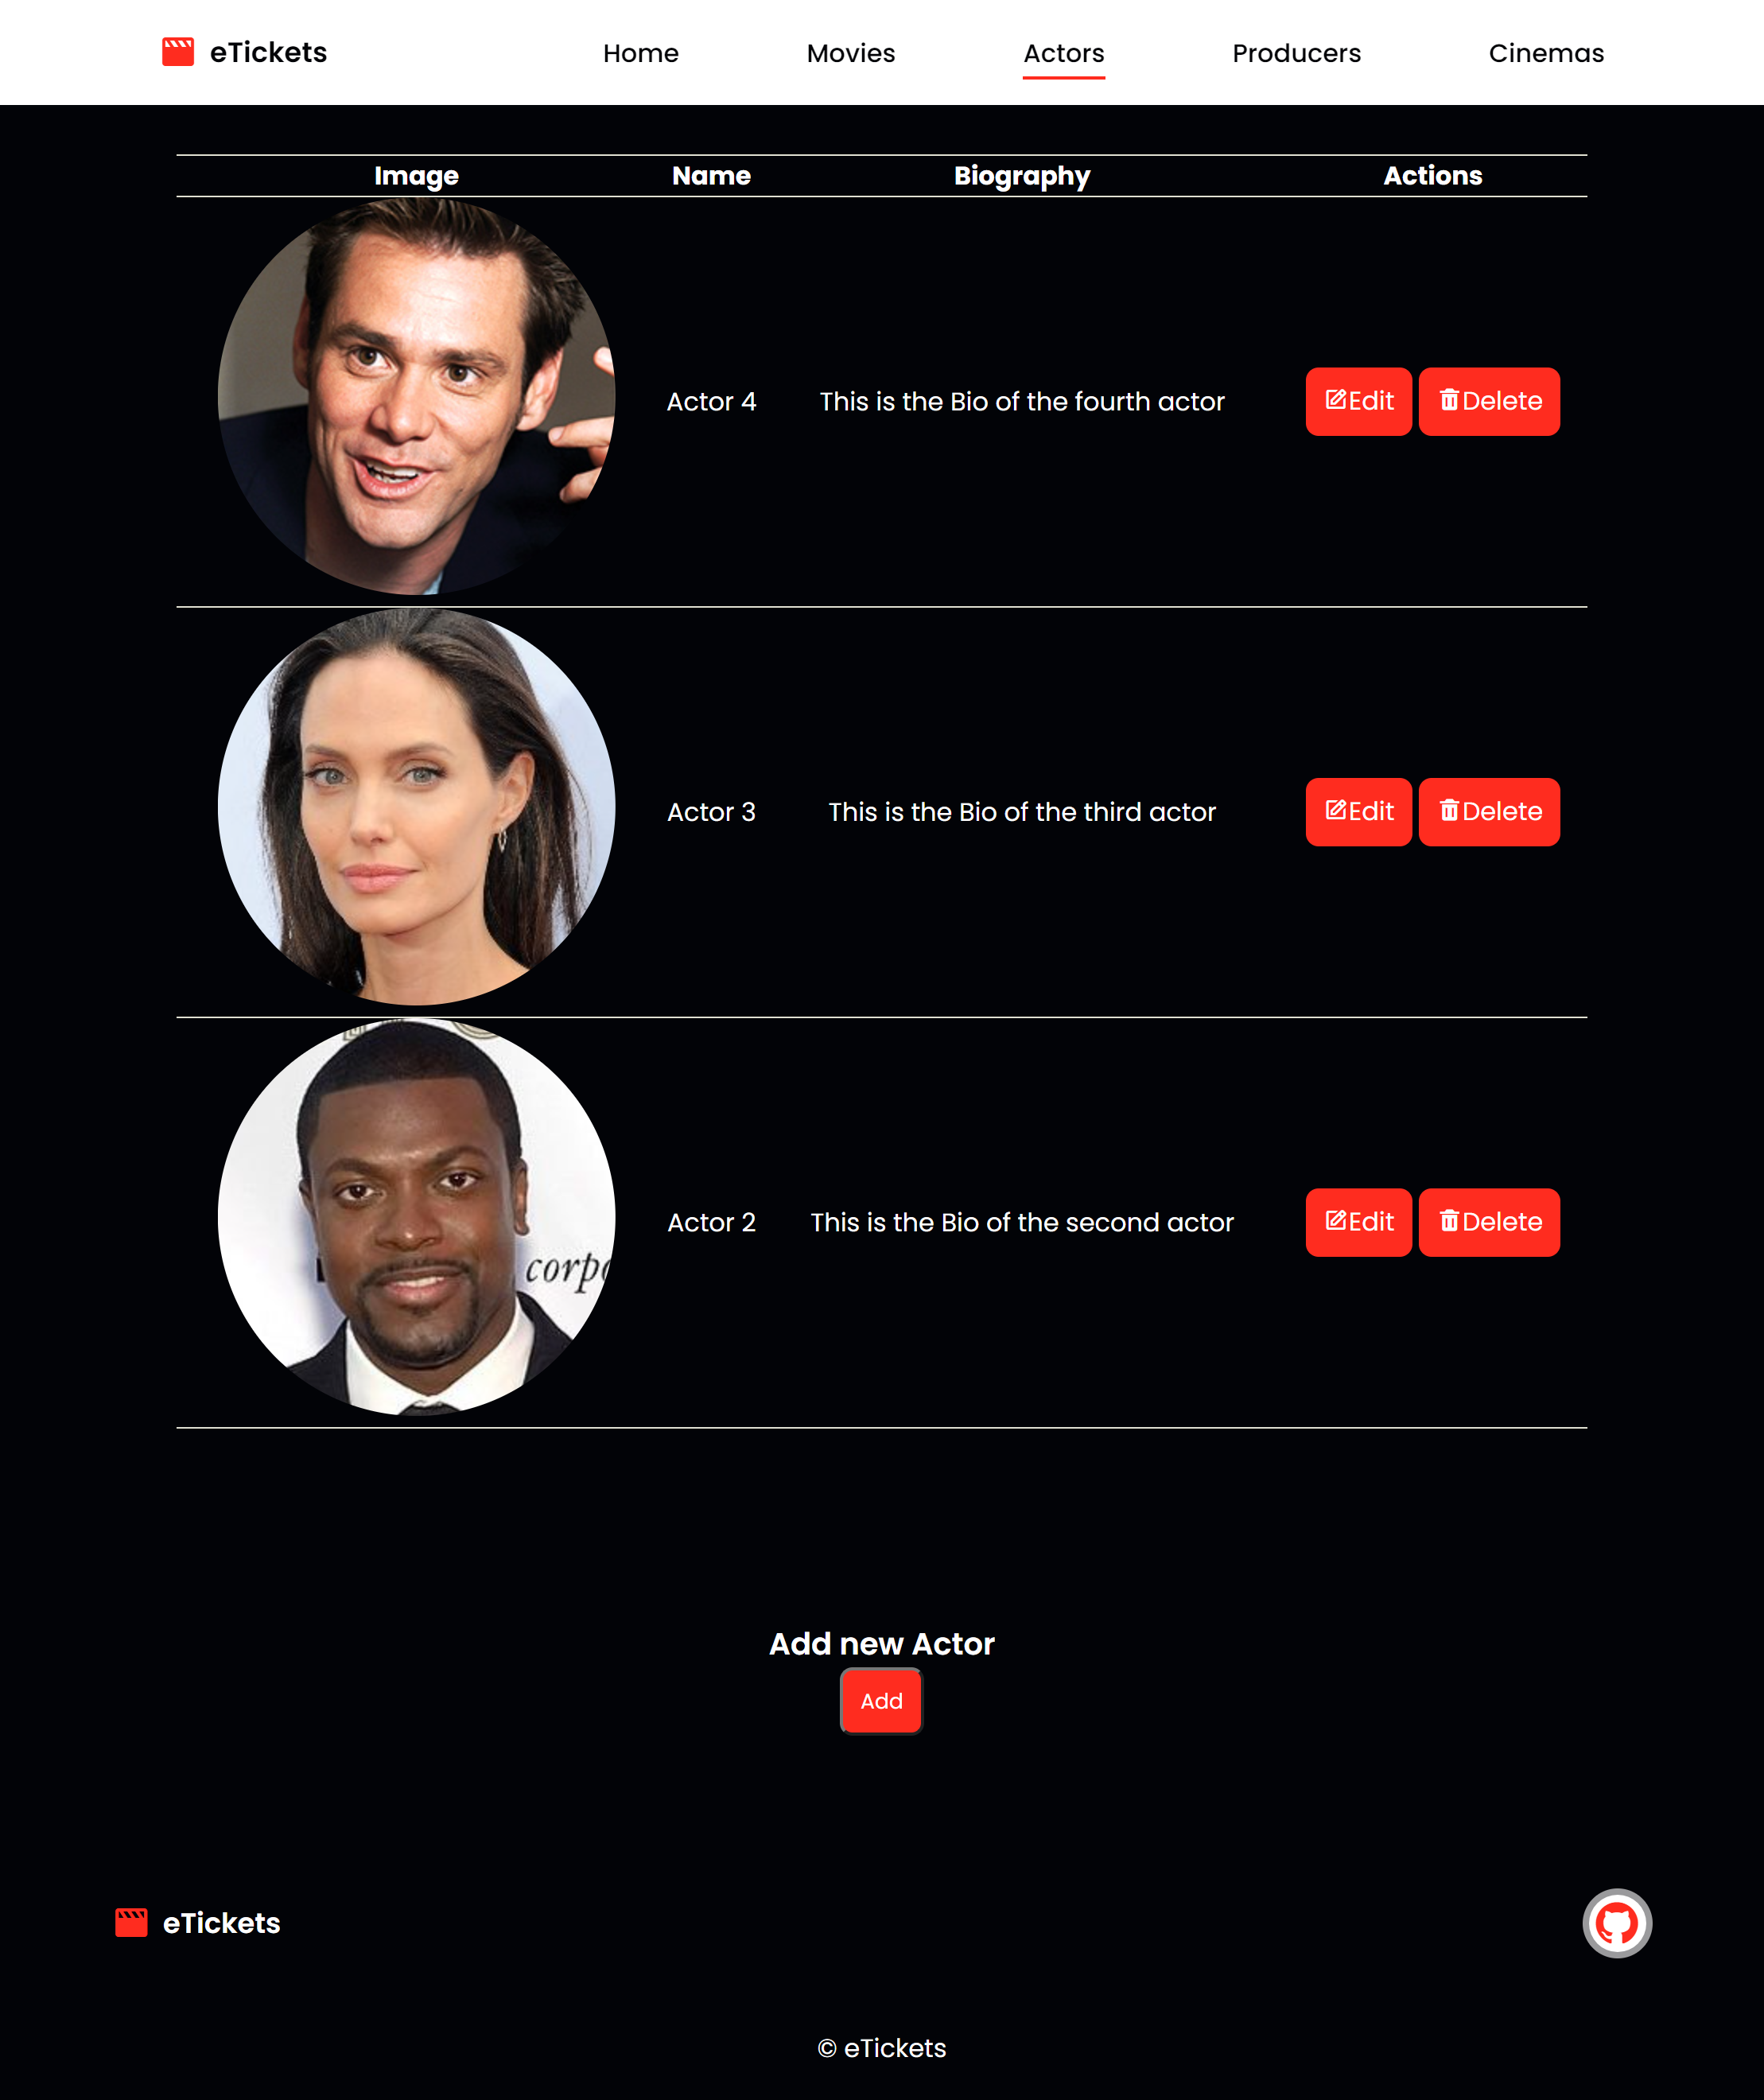 eTickets Home Movies Actors Producers Cinemas
Image Name Biography Actions
Actor 4 This is the Bio of the fourth actor Edit Delete
Actor 3 This is the Bio of the third actor Edit Delete
corpo
Actor 2 This is the Bio of the second actor Edit Delete
Add new Actor
Add
eTickets
© eTickets